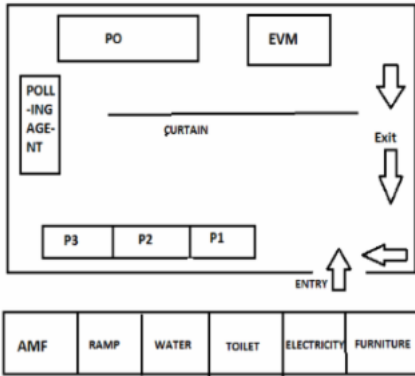 PO
EVM
POLL
-ING
AGE-
NT
CURTAIN
Exit
P3 P2 P1
ENTRY
AMF RAMP WATER TOILET ELECTRICITY FURNITURE